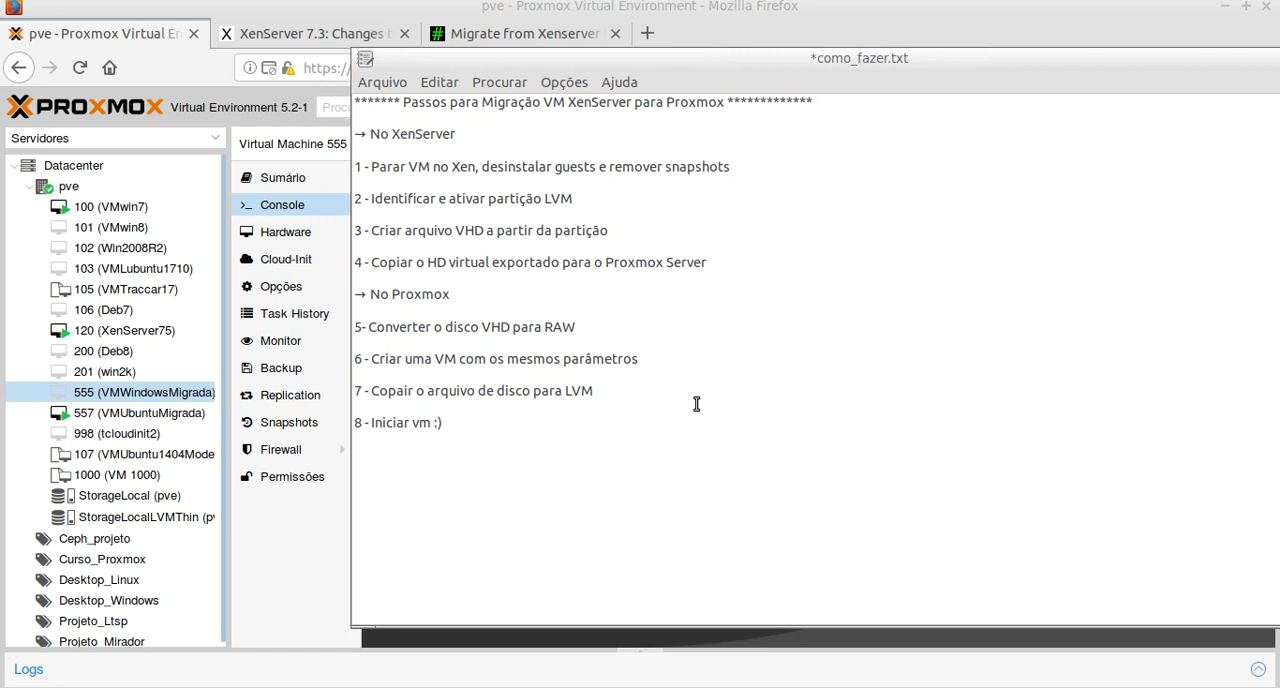 pve - Proxmox Virtual Environment - Mozilla Firefox
pve - Proxmox Virtual En
XenServer 7.3: Changes
Migrate from Xenserver
https://
*como_fazer.txt
Arquivo Editar Procurar Opções Ajuda
PROXMOX Virtual Environment 5.2-1
Servidores
Datacenter
pve
100 (VMwin7)
101 (VMwin8)
102 (Win2008R2)
103 (VMLubuntu1710)
105 (VMTraccar17)
106 (Deb7)
120 (XenServer75)
200 (Deb8)
201 (win2k)
555 (VMWindowsMigrada)
557 (VMUbuntuMigrada)
998 (tcloudinit2)
107 (VMUbuntu1404Mode
1000 (VM 1000)
StorageLocal (pve)
StorageLocalLVMThin (pv
Ceph_projeto
Curso_Proxmox
Desktop_Linux
Desktop_Windows
Projeto_Ltsp
Projeto_Mirador
Virtual Machine 555
Sumário
Console
Hardware
Cloud-Init
Opções
Task History
Monitor
Backup
Replication
Snapshots
Firewall
Permissões
******* Passos para Migração VM XenServer para Proxmox *************
→ No XenServer
1 - Parar VM no Xen, desinstalar guests e remover snapshots
2 - Identificar e ativar partição LVM
3 - Criar arquivo VHD a partir da partição
4 - Copiar o HD virtual exportado para o Proxmox Server
→ No Proxmox
5- Converter o disco VHD para RAW
6 - Criar uma VM com os mesmos parâmetros
7 - Copair o arquivo de disco para LVM
8 - Iniciar vm :)
Logs